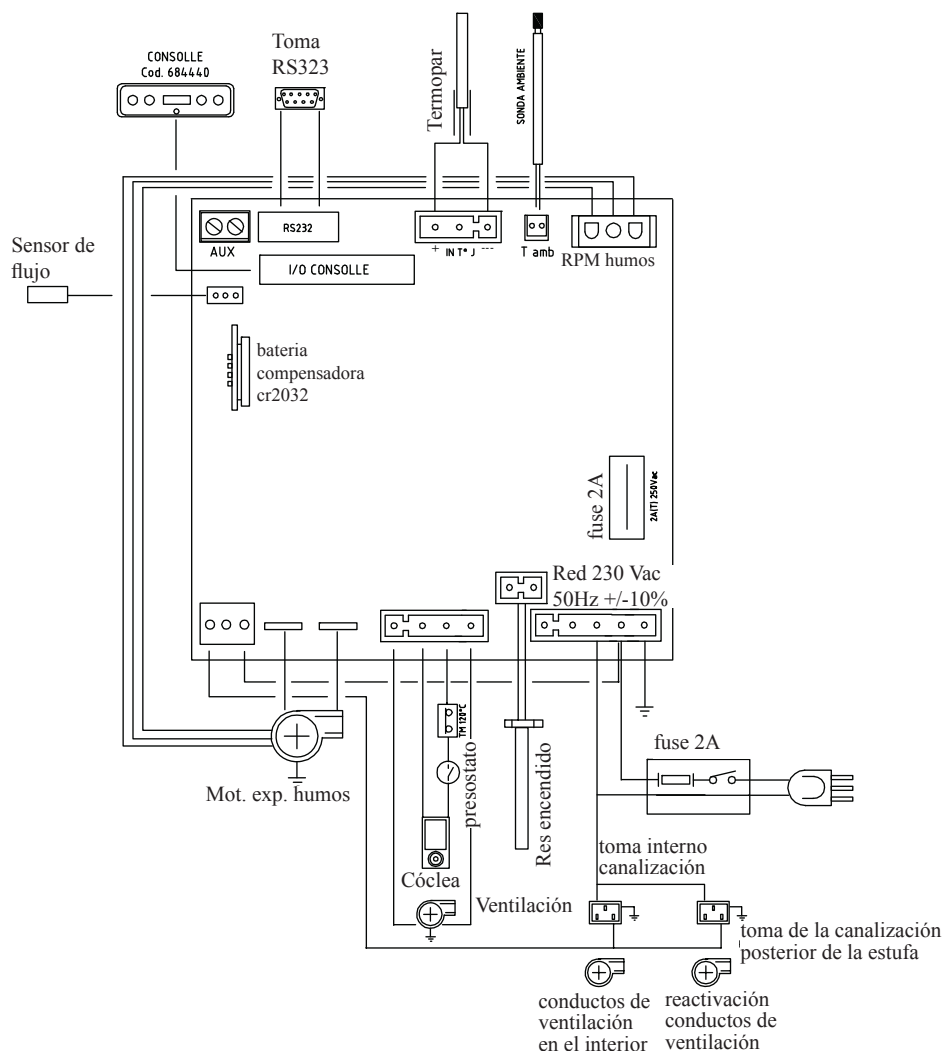 CONSOLLE
Cod. 684440
Toma
RS323
Termopar
SONDA AMBIENTE
AUX
RS232
+ IN T° J ---
T amb
RPM humos
Sensor de
flujo
I/O CONSOLLE
bateria
compensadora
cr2032
fuse 2A
2A(T) 250Vac
Red 230 Vac
50Hz +/-10%
TM 120°C
presostato
Res encendido
Mot. exp. humos
fuse 2A
Cóclea
Ventilación
toma interno
canalización
toma de la canalización
posterior de la estufa
conductos de
ventilación
en el interior
reactivación
conductos de
ventilación